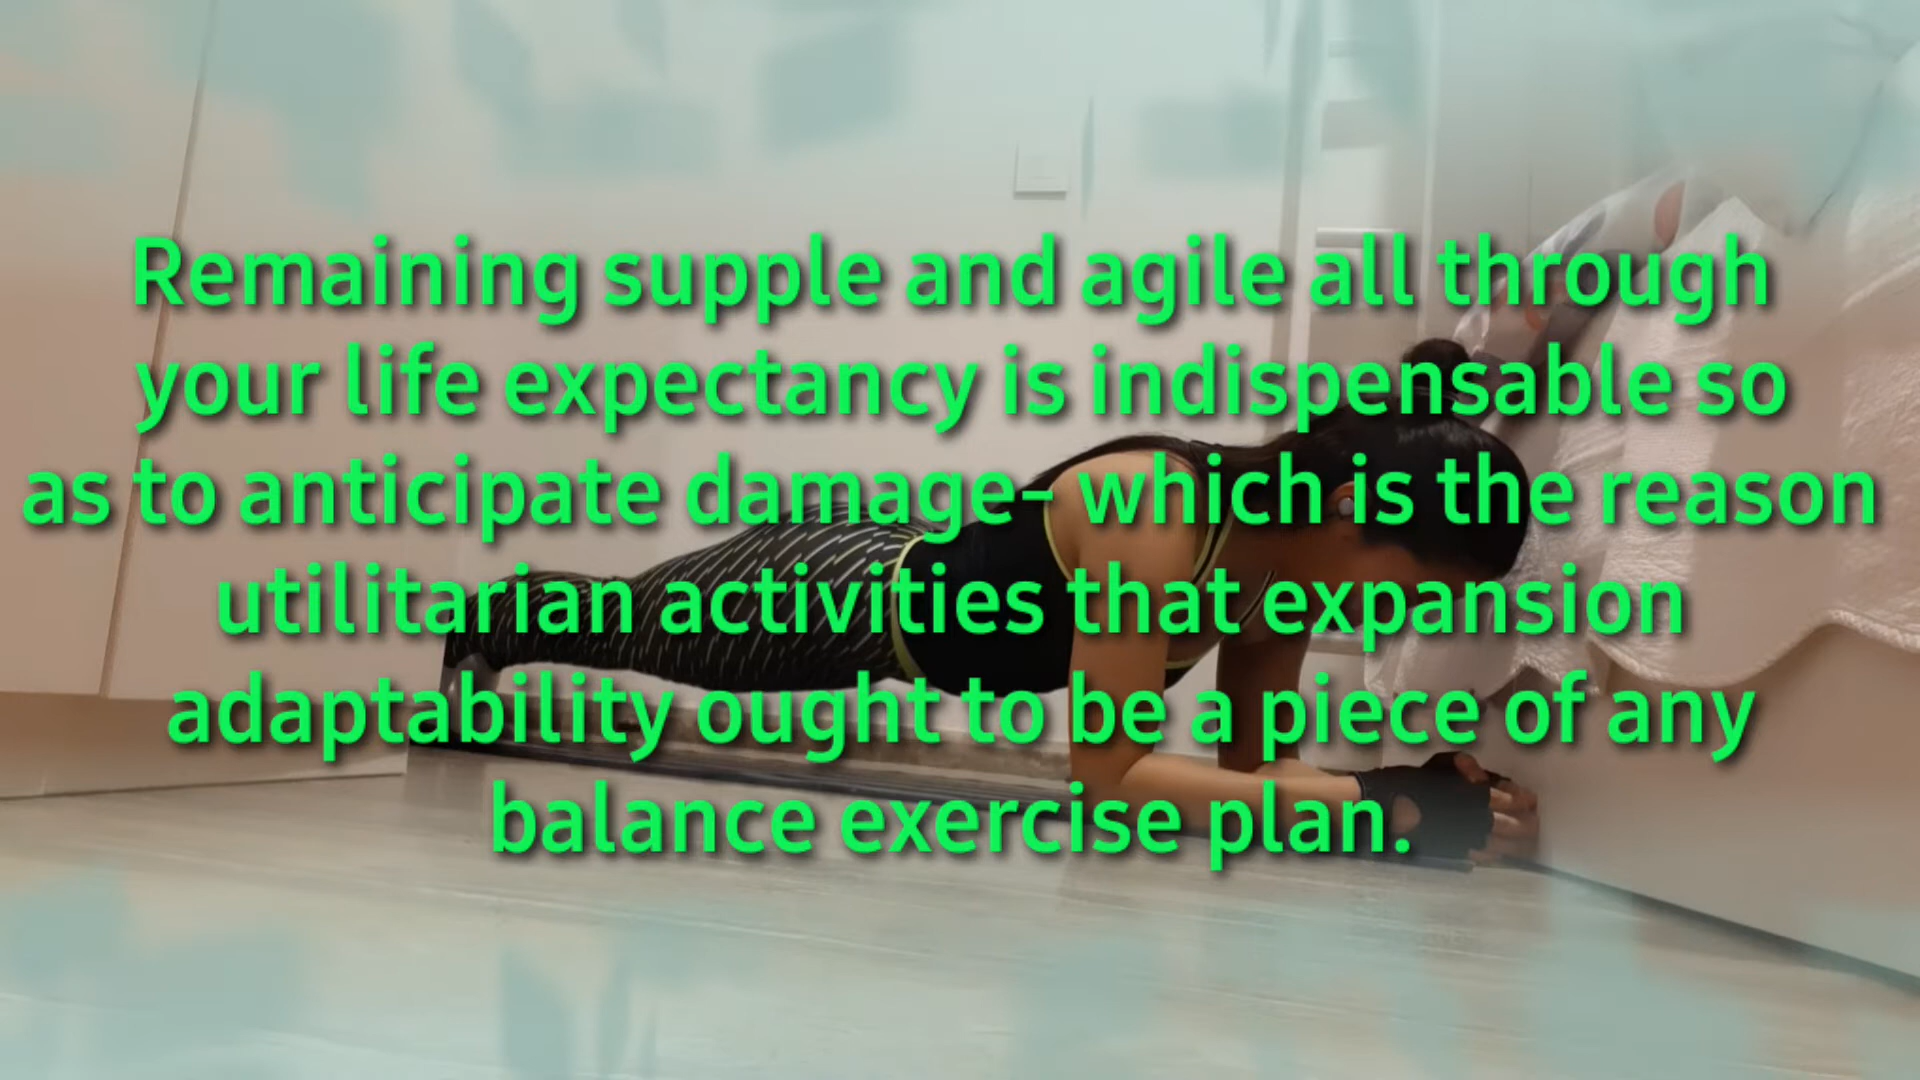 Remaining supple and agile all through
your life expectancy is indispensable so
as to anticipate damage- which is the reason
utilitarian activities that expansion
adaptability ought to be a piece of any
balance exercise plan.